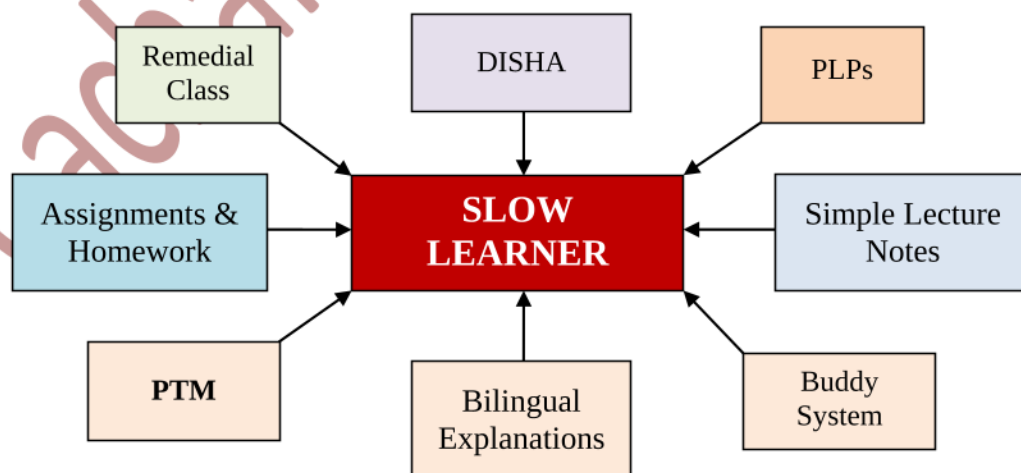 Remedial
Class
DISHA
PLPs
Assignments &
Homework
SLOW
LEARNER
Simple Lecture
Notes
PTM
Bilingual
Explanations
Buddy
System